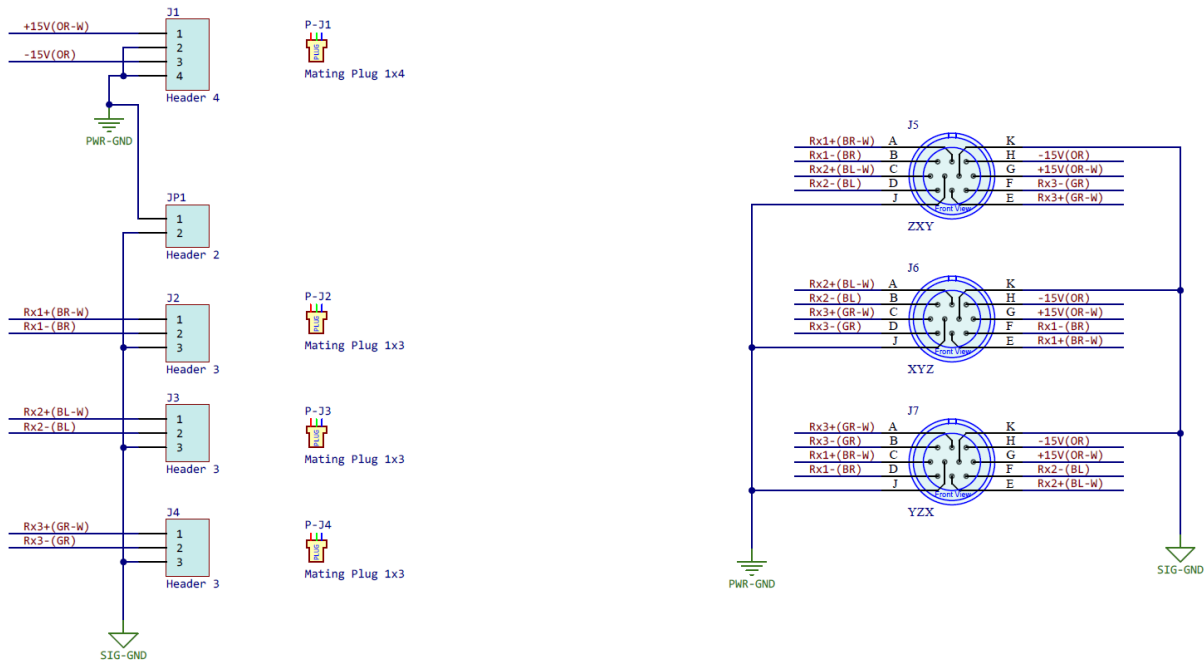 J1
+15V(OR-W) 1
2
-15V(OR) 3
4
Header 4
PWR-GND
P-J1
PLUG
Mating Plug 1x4
JP1
1
2
Header 2
J2
Rx1+(BR-W) 1
Rx1-(BR) 2
3
Header 3
P-J2
PLUG
Mating Plug 1x3
J3
Rx2+(BL-W) 1
Rx2-(BL) 2
3
Header 3
P-J3
PLUG
Mating Plug 1x3
J4
Rx3+(GR-W) 1
Rx3-(GR) 2
3
Header 3
P-J4
PLUG
Mating Plug 1x3
SIG-GND
J5
Rx1+(BR-W) A K
Rx1-(BR) B H -15V(OR)
Rx2+(BL-W) C G +15V(OR-W)
Rx2-(BL) D F Rx3-(GR)
J E Rx3+(GR-W)
Front View
ZXY
J6
Rx2+(BL-W) A K
Rx2-(BL) B H -15V(OR)
Rx3+(GR-W) C G +15V(OR-W)
Rx3-(GR) D F Rx1-(BR)
J E Rx1+(BR-W)
Front View
XYZ
J7
Rx3+(GR-W) A K
Rx3-(GR) B H -15V(OR)
Rx1+(BR-W) C G +15V(OR-W)
Rx1-(BR) D F Rx2-(BL)
J E Rx2+(BL-W)
Front View
YZX
PWR-GND
SIG-GND